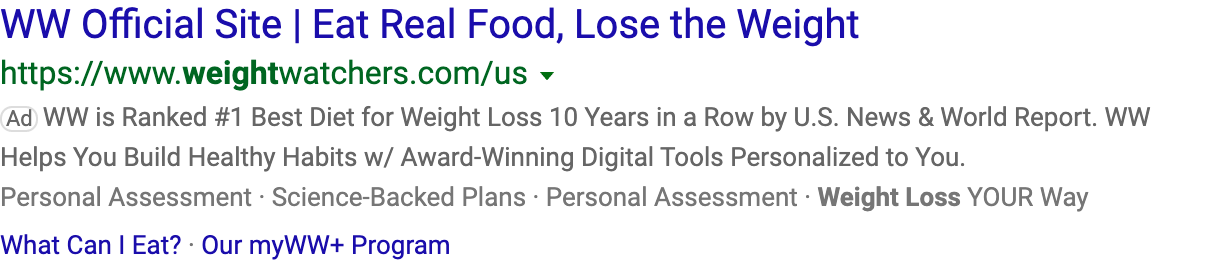 WW Official Site | Eat Real Food, Lose the Weight
https://www.weightwatchers.com/us
Ad WW is Ranked #1 Best Diet for Weight Loss 10 Years in a Row by U.S. News & World Report. WW
Helps You Build Healthy Habits w/ Award-Winning Digital Tools Personalized to You.
Personal Assessment · Science-Backed Plans · Personal Assessment · Weight Loss YOUR Way
What Can I Eat? · Our myWW+ Program